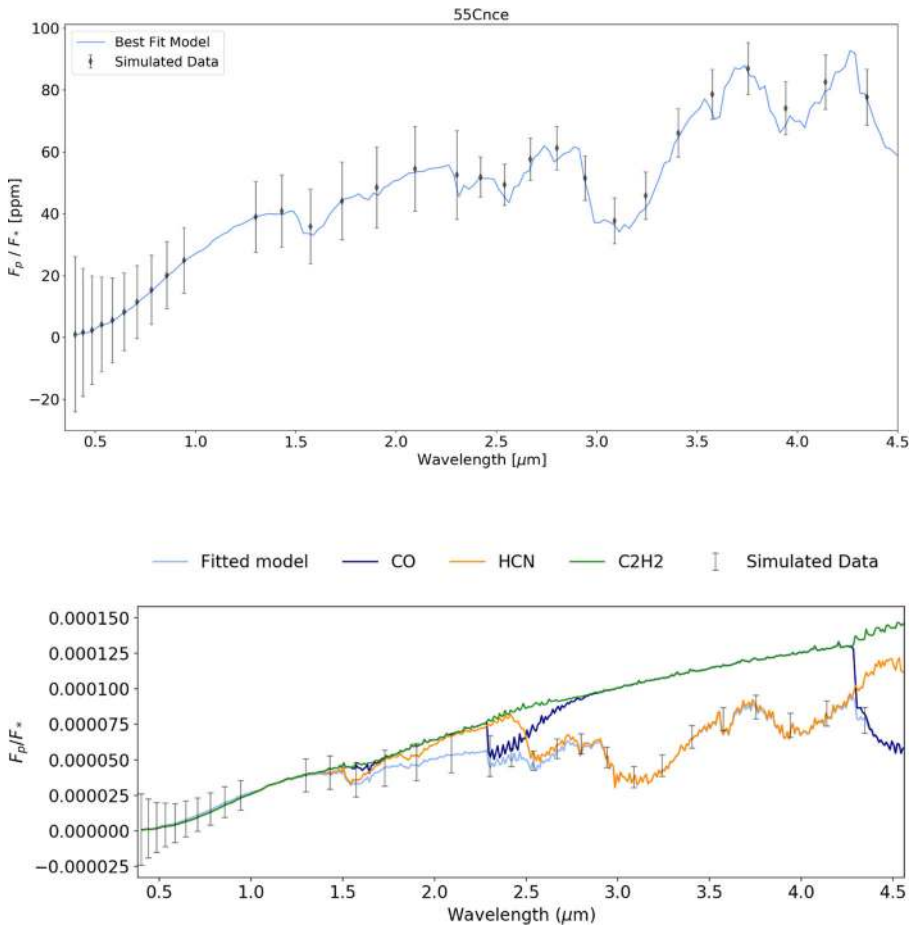 55Cnce
Best Fit Model
Simulated Data
100
80
60
40
20
0
−20
F_p / F_* [ppm]
0.5 1.0 1.5 2.0 2.5 3.0 3.5 4.0 4.5
Wavelength [μm]
Fitted model CO HCN C2H2 Simulated Data
0.000150
0.000125
0.000100
0.000075
0.000050
0.000025
0.000000
−0.000025
F_p/F_*
0.5 1.0 1.5 2.0 2.5 3.0 3.5 4.0 4.5
Wavelength (μm)